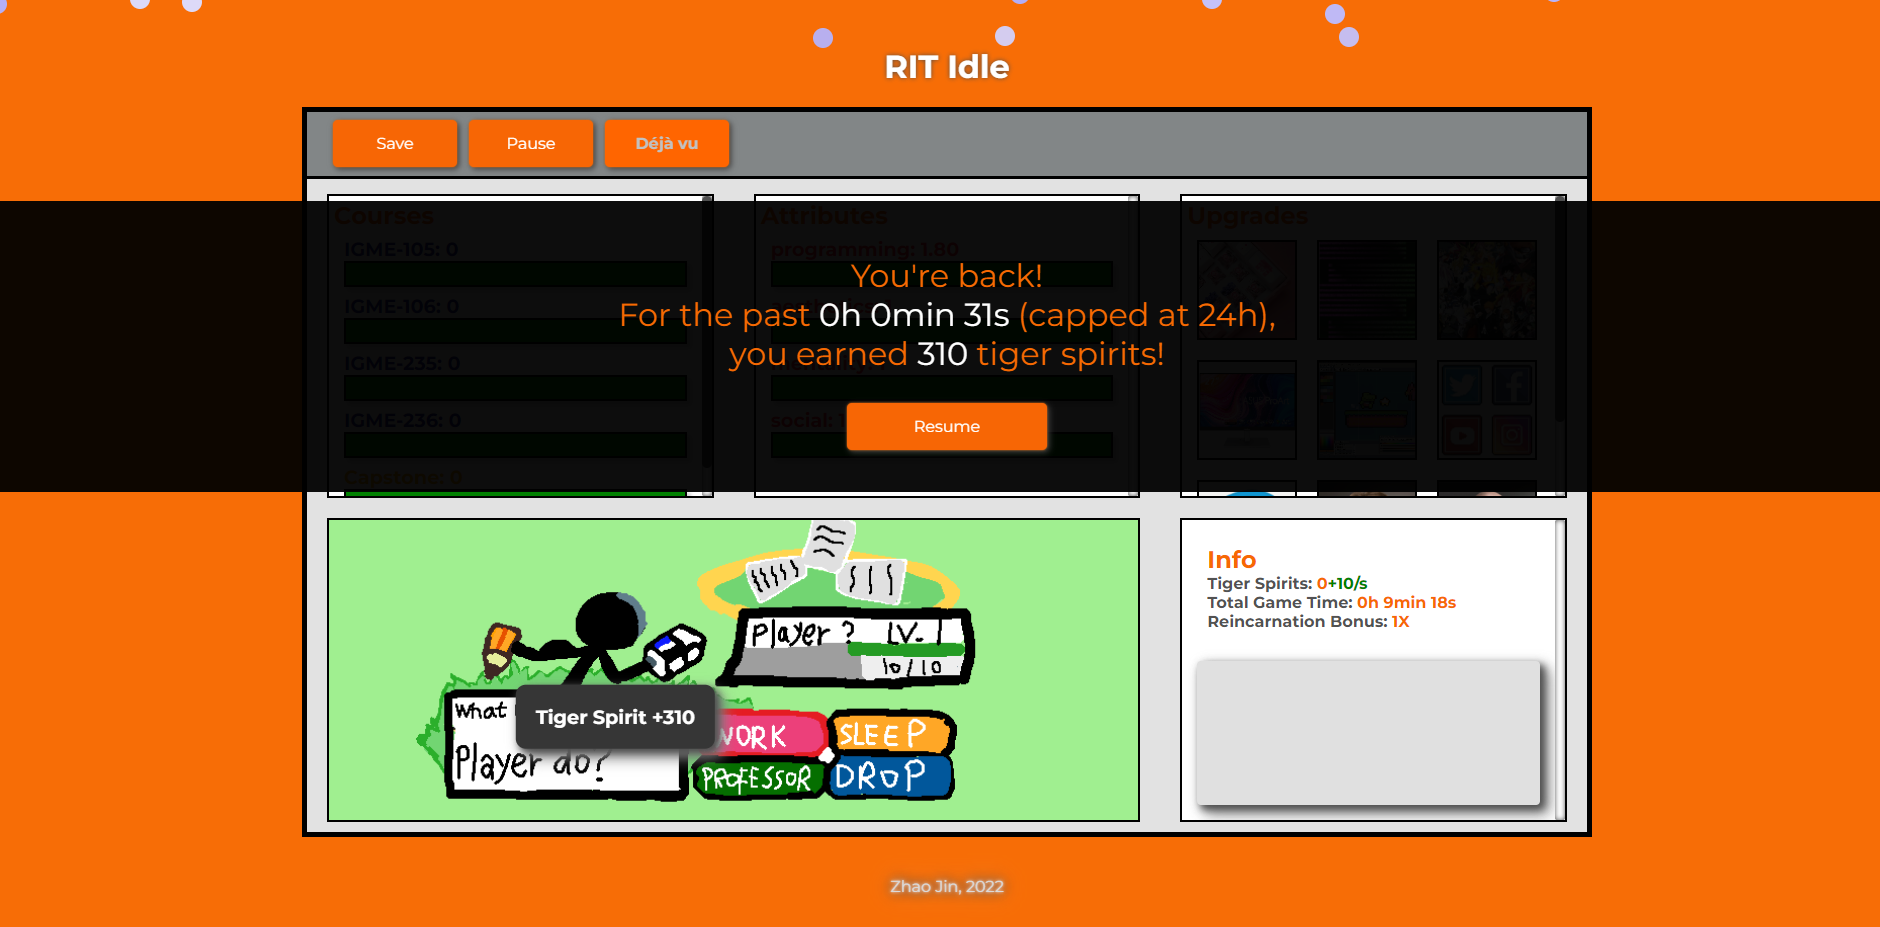 RIT Idle
Save
Pause
Déjà vu
Courses
IGME-105: 0
IGME-106: 0
IGME-235: 0
IGME-236: 0
Capstone: 0
Attributes
programming: 1.80
social:
Upgrades
You're back!
For the past 0h 0min 31s (capped at 24h),
you earned 310 tiger spirits!
Resume
Player ? LV. 1
10/10
What
Player do?
Tiger Spirit +310
WORK
SLEEP
PROFESSOR
DROP
Info
Tiger Spirits: 0+10/s
Total Game Time: 0h 9min 18s
Reincarnation Bonus: 1X
Zhao Jin, 2022